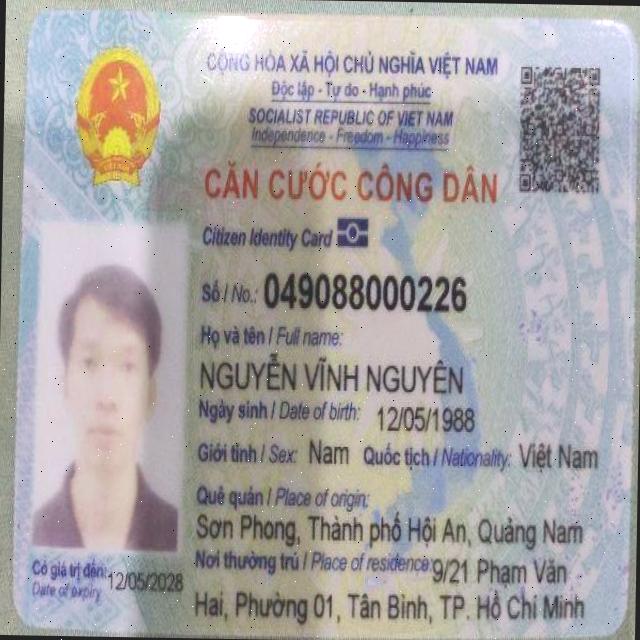 CỘNG HÒA XÃ HỘI CHỦ NGHĨA VIỆT NAM
Độc lập - Tự do - Hạnh phúc
SOCIALIST REPUBLIC OF VIET NAM
Independence - Freedom - Happiness
CĂN CƯỚC CÔNG DÂN
Citizen Identity Card
Số / No.: 049088000226
Họ và tên / Full name:
NGUYỄN VĨNH NGUYÊN
Ngày sinh / Date of birth: 12/05/1988
Giới tính / Sex: Nam Quốc tịch / Nationality: Việt Nam
Quê quán / Place of origin:
Sơn Phong, Thành phố Hội An, Quảng Nam
Nơi thường trú / Place of residence: 9/21 Phạm Văn
Hai, Phường 01, Tân Bình, TP. Hồ Chí Minh
Có giá trị đến: 12/05/2028
Date of expiry